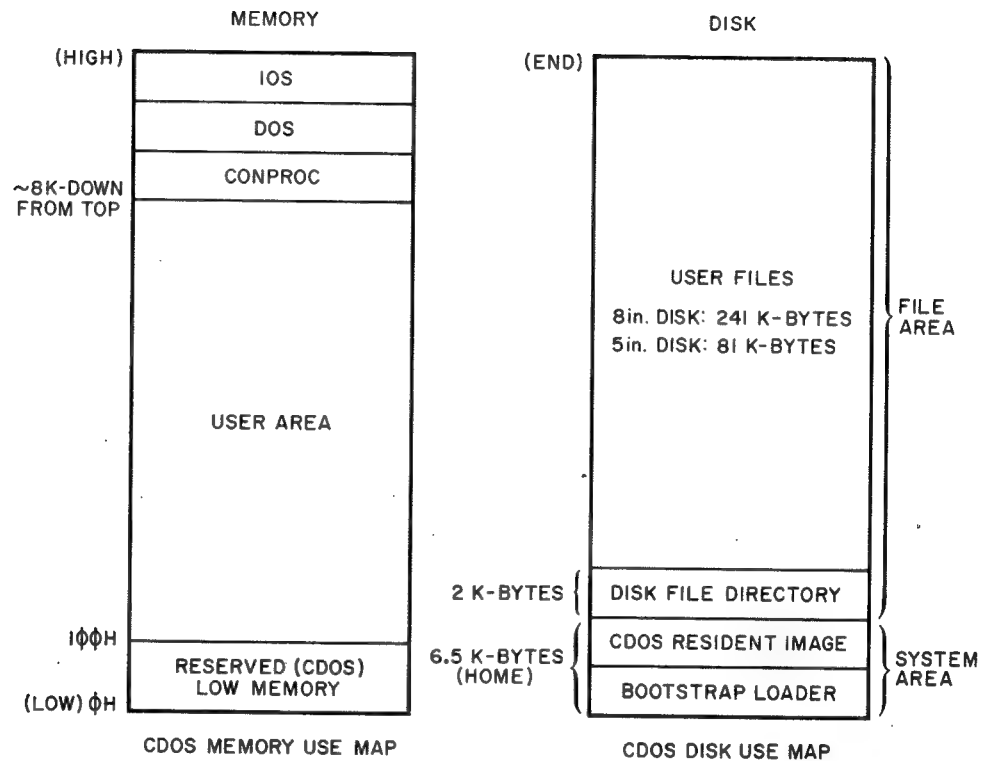 MEMORY
(HIGH)
IOS
DOS
CONPROC
~8K-DOWN
FROM TOP
USER AREA
1ϕϕH
RESERVED (CDOS)
LOW MEMORY
(LOW) ϕH
CDOS MEMORY USE MAP
DISK
(END)
USER FILES
8in. DISK: 241 K-BYTES
5in. DISK: 81 K-BYTES
FILE
AREA
2 K-BYTES
DISK FILE DIRECTORY
6.5 K-BYTES
(HOME)
CDOS RESIDENT IMAGE
BOOTSTRAP LOADER
SYSTEM
AREA
CDOS DISK USE MAP